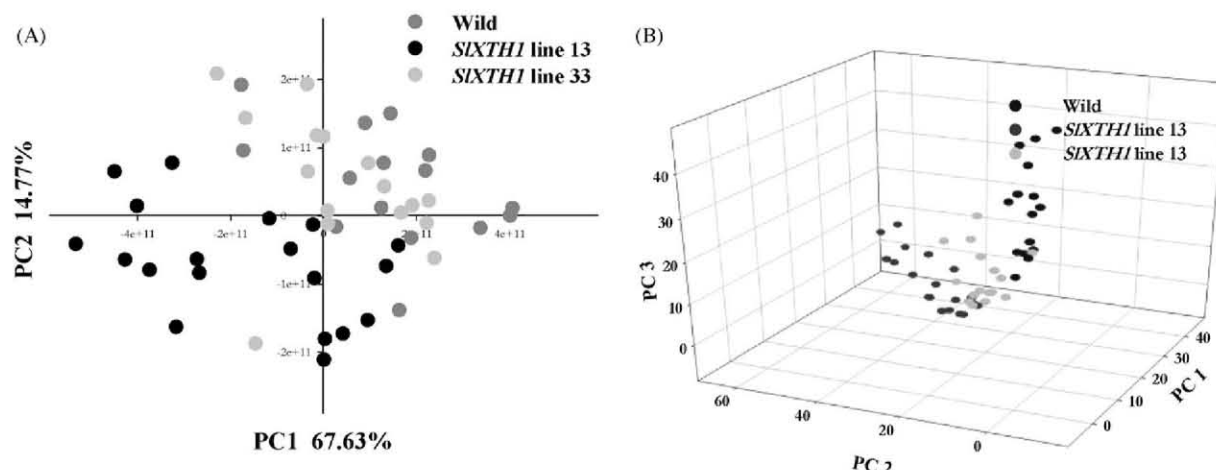 (A)
Wild
SlXTH1 line 13
SlXTH1 line 33
2e+11
1e+11
0
-4e+11
-2e+11
0
2e+11
4e+11
-1e+11
-2e+11
PC2 14.77%
PC1 67.63%
(B)
Wild
SlXTH1 line 13
SlXTH1 line 13
40
30
20
10
0
PC 3
60
40
20
0
PC 2
0
10
20
30
40
PC 1